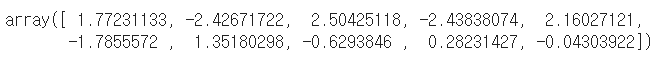 array([ 1.77231133, -2.42671722,  2.50425118, -2.43838074,  2.16027121,
       -1.7855572 ,  1.35180298, -0.6293846 ,  0.28231427, -0.04303922])